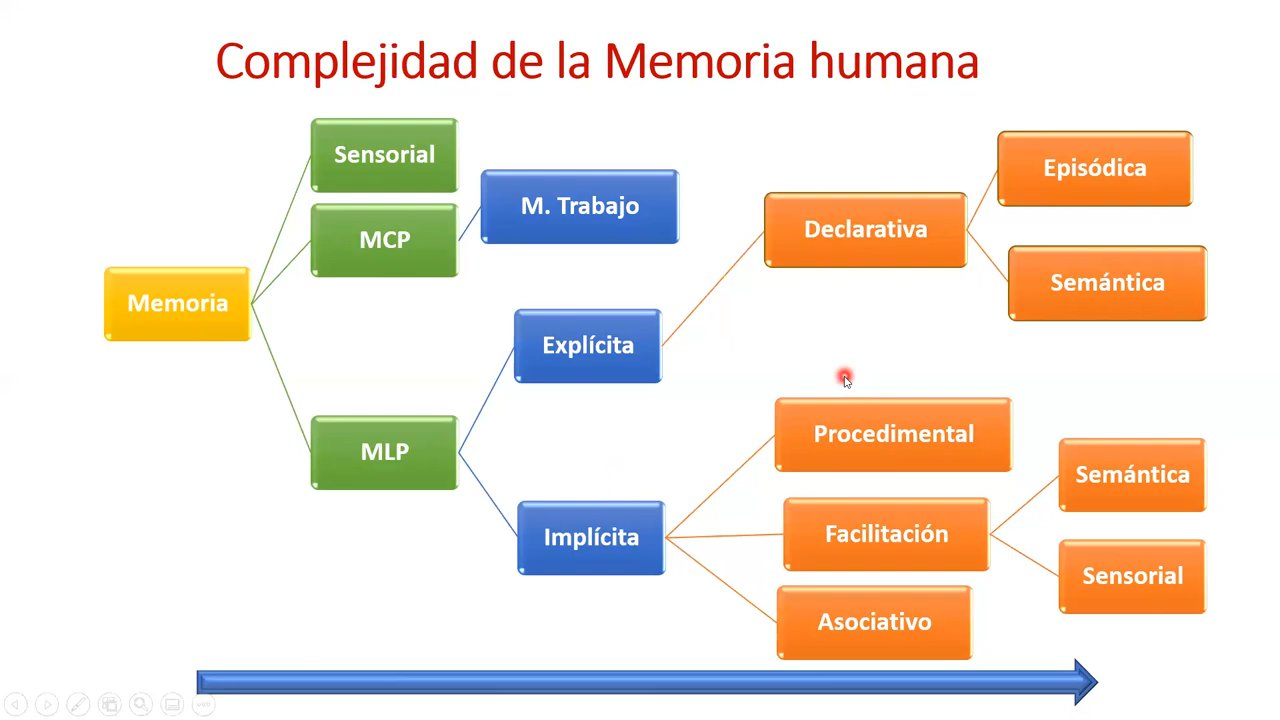 Complejidad de la Memoria humana
Memoria
Sensorial
MCP
MLP
M. Trabajo
Explícita
Implícita
Declarativa
Episódica
Semántica
Procedimental
Facilitación
Asociativo
Semántica
Sensorial